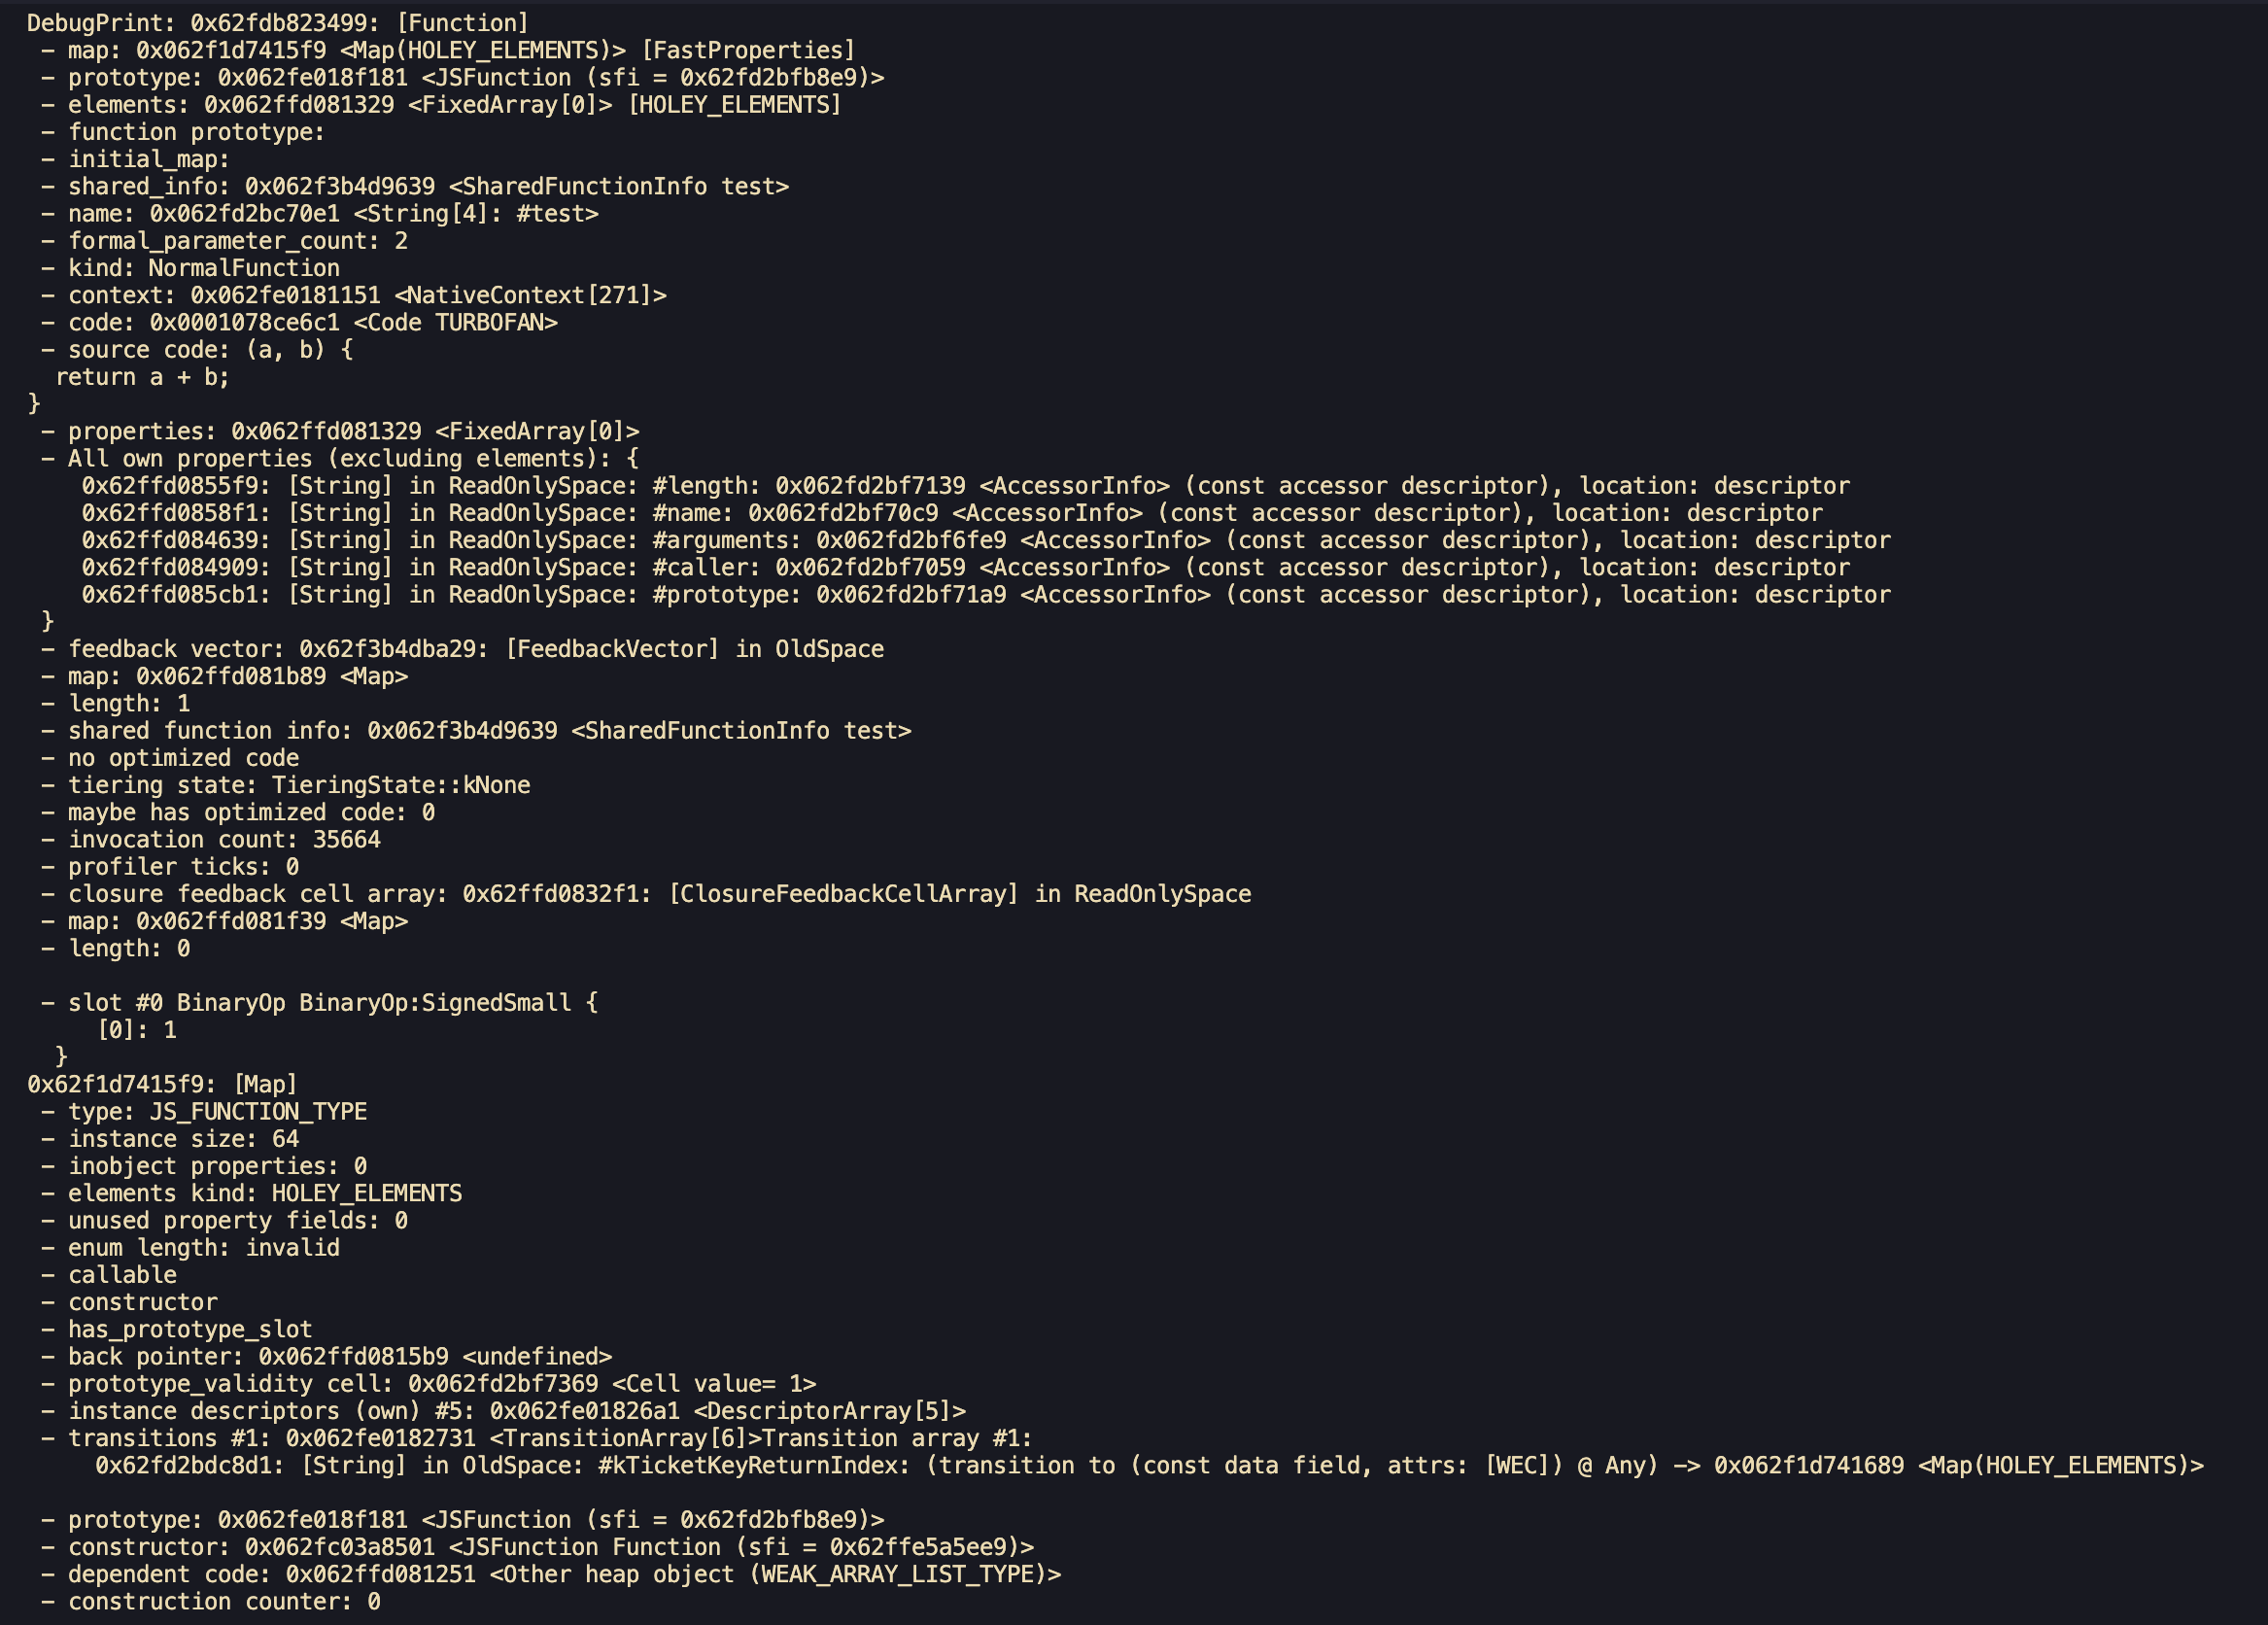 DebugPrint: 0x62fdb823499: [Function]
 - map: 0x062f1d7415f9 <Map(HOLEY_ELEMENTS)> [FastProperties]
 - prototype: 0x062fe018f181 <JSFunction (sfi = 0x62fd2bfb8e9)>
 - elements: 0x062ffd081329 <FixedArray[0]> [HOLEY_ELEMENTS]
 - function prototype:
 - initial_map:
 - shared_info: 0x062f3b4d9639 <SharedFunctionInfo test>
 - name: 0x062fd2bc70e1 <String[4]: #test>
 - formal_parameter_count: 2
 - kind: NormalFunction
 - context: 0x062fe0181151 <NativeContext[271]>
 - code: 0x0001078ce6c1 <Code TURBOFAN>
 - source code: (a, b) {
  return a + b;
}
 - properties: 0x062ffd081329 <FixedArray[0]>
 - All own properties (excluding elements): {
    0x62ffd0855f9: [String] in ReadOnlySpace: #length: 0x062fd2bf7139 <AccessorInfo> (const accessor descriptor), location: descriptor
    0x62ffd0858f1: [String] in ReadOnlySpace: #name: 0x062fd2bf70c9 <AccessorInfo> (const accessor descriptor), location: descriptor
    0x62ffd084639: [String] in ReadOnlySpace: #arguments: 0x062fd2bf6fe9 <AccessorInfo> (const accessor descriptor), location: descriptor
    0x62ffd084909: [String] in ReadOnlySpace: #caller: 0x062fd2bf7059 <AccessorInfo> (const accessor descriptor), location: descriptor
    0x62ffd085cb1: [String] in ReadOnlySpace: #prototype: 0x062fd2bf71a9 <AccessorInfo> (const accessor descriptor), location: descriptor
 }
 - feedback vector: 0x62f3b4dba29: [FeedbackVector] in OldSpace
 - map: 0x062ffd081b89 <Map>
 - length: 1
 - shared function info: 0x062f3b4d9639 <SharedFunctionInfo test>
 - no optimized code
 - tiering state: TieringState::kNone
 - maybe has optimized code: 0
 - invocation count: 35664
 - profiler ticks: 0
 - closure feedback cell array: 0x62ffd0832f1: [ClosureFeedbackCellArray] in ReadOnlySpace
 - map: 0x062ffd081f39 <Map>
 - length: 0

 - slot #0 BinaryOp BinaryOp:SignedSmall {
     [0]: 1
  }
0x62f1d7415f9: [Map]
 - type: JS_FUNCTION_TYPE
 - instance size: 64
 - inobject properties: 0
 - elements kind: HOLEY_ELEMENTS
 - unused property fields: 0
 - enum length: invalid
 - callable
 - constructor
 - has_prototype_slot
 - back pointer: 0x062ffd0815b9 <undefined>
 - prototype_validity cell: 0x062fd2bf7369 <Cell value= 1>
 - instance descriptors (own) #5: 0x062fe01826a1 <DescriptorArray[5]>
 - transitions #1: 0x062fe0182731 <TransitionArray[6]>Transition array #1:
     0x62fd2bdc8d1: [String] in OldSpace: #kTicketKeyReturnIndex: (transition to (const data field, attrs: [WEC]) @ Any) -> 0x062f1d741689 <Map(HOLEY_ELEMENTS)>

 - prototype: 0x062fe018f181 <JSFunction (sfi = 0x62fd2bfb8e9)>
 - constructor: 0x062fc03a8501 <JSFunction Function (sfi = 0x62ffe5a5ee9)>
 - dependent code: 0x062ffd081251 <Other heap object (WEAK_ARRAY_LIST_TYPE)>
 - construction counter: 0